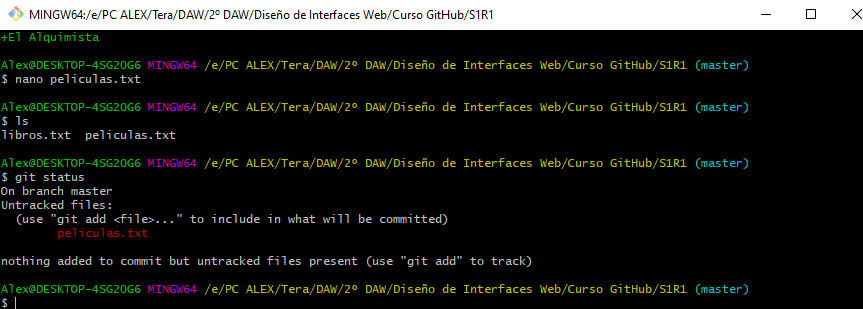 MINGW64:/e/PC ALEX/Tera/DAW/2º DAW/Diseño de Interfaces Web/Curso GitHub/S1R1
+El Alquimista
Alex@DESKTOP-4SG2OG6 MINGW64 /e/PC ALEX/Tera/DAW/2º DAW/Diseño de Interfaces Web/Curso GitHub/S1R1 (master)
$ nano peliculas.txt
Alex@DESKTOP-4SG2OG6 MINGW64 /e/PC ALEX/Tera/DAW/2º DAW/Diseño de Interfaces Web/Curso GitHub/S1R1 (master)
$ ls
libros.txt  peliculas.txt
Alex@DESKTOP-4SG2OG6 MINGW64 /e/PC ALEX/Tera/DAW/2º DAW/Diseño de Interfaces Web/Curso GitHub/S1R1 (master)
$ git status
On branch master
Untracked files:
  (use "git add <file>..." to include in what will be committed)
        peliculas.txt
nothing added to commit but untracked files present (use "git add" to track)
Alex@DESKTOP-4SG2OG6 MINGW64 /e/PC ALEX/Tera/DAW/2º DAW/Diseño de Interfaces Web/Curso GitHub/S1R1 (master)
$